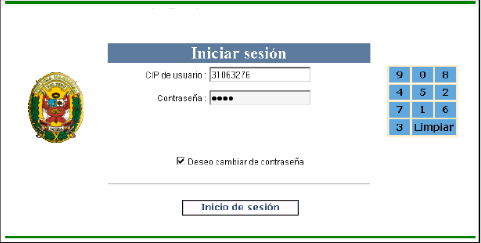 Iniciar sesión
CIP de usuario : 31063276
Contraseña : ●●●●
9 0 8
4 5 2
7 1 6
3 Limpiar
Deseo cambiar de contraseña
Inicio de sesión